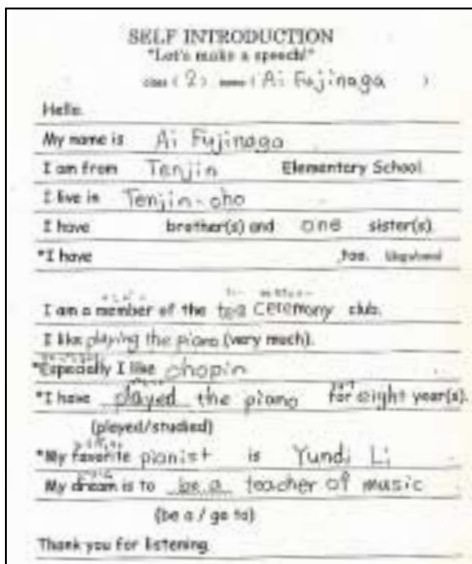 SELF INTRODUCTION
"Let's make a speech!"
class ( 2 ) name ( Ai Fujinaga )
Hello.
My name is Ai Fujinaga
I am from Tenjin Elementary School.
I live in Tenjin-cho
I have brother(s) and one sister(s).
*I have , too.
I am a member of the tea ceremony club.
I like playing the piano (very much).
*Especially I like chopin
*I have played the piano for eight year(s).
(played/studied)
*My favorite pianist is Yundi Li
My dream is to be a teacher of music
(be a / go to)
Thank you for listening.